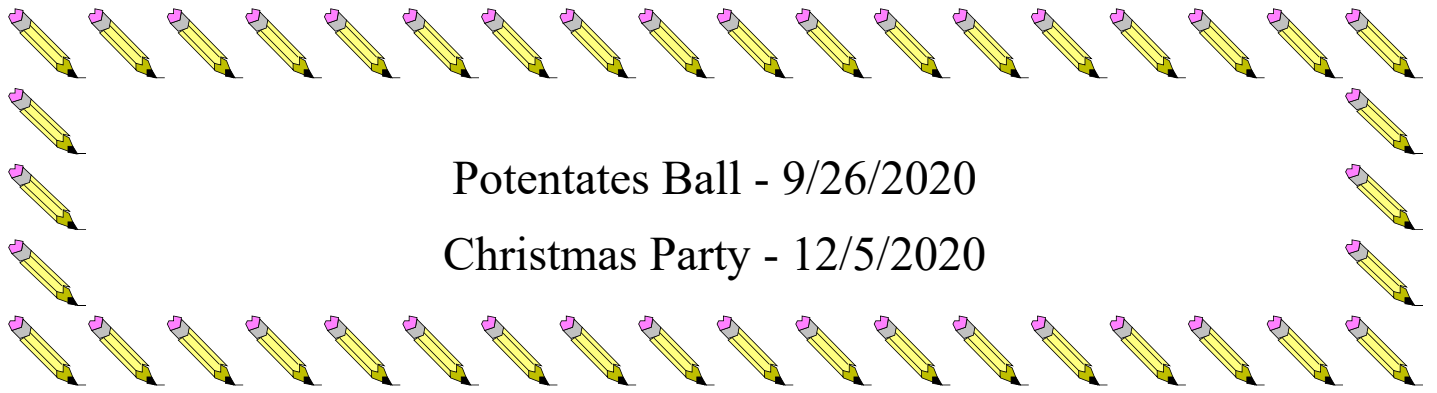 Potentates Ball - 9/26/2020
Christmas Party - 12/5/2020